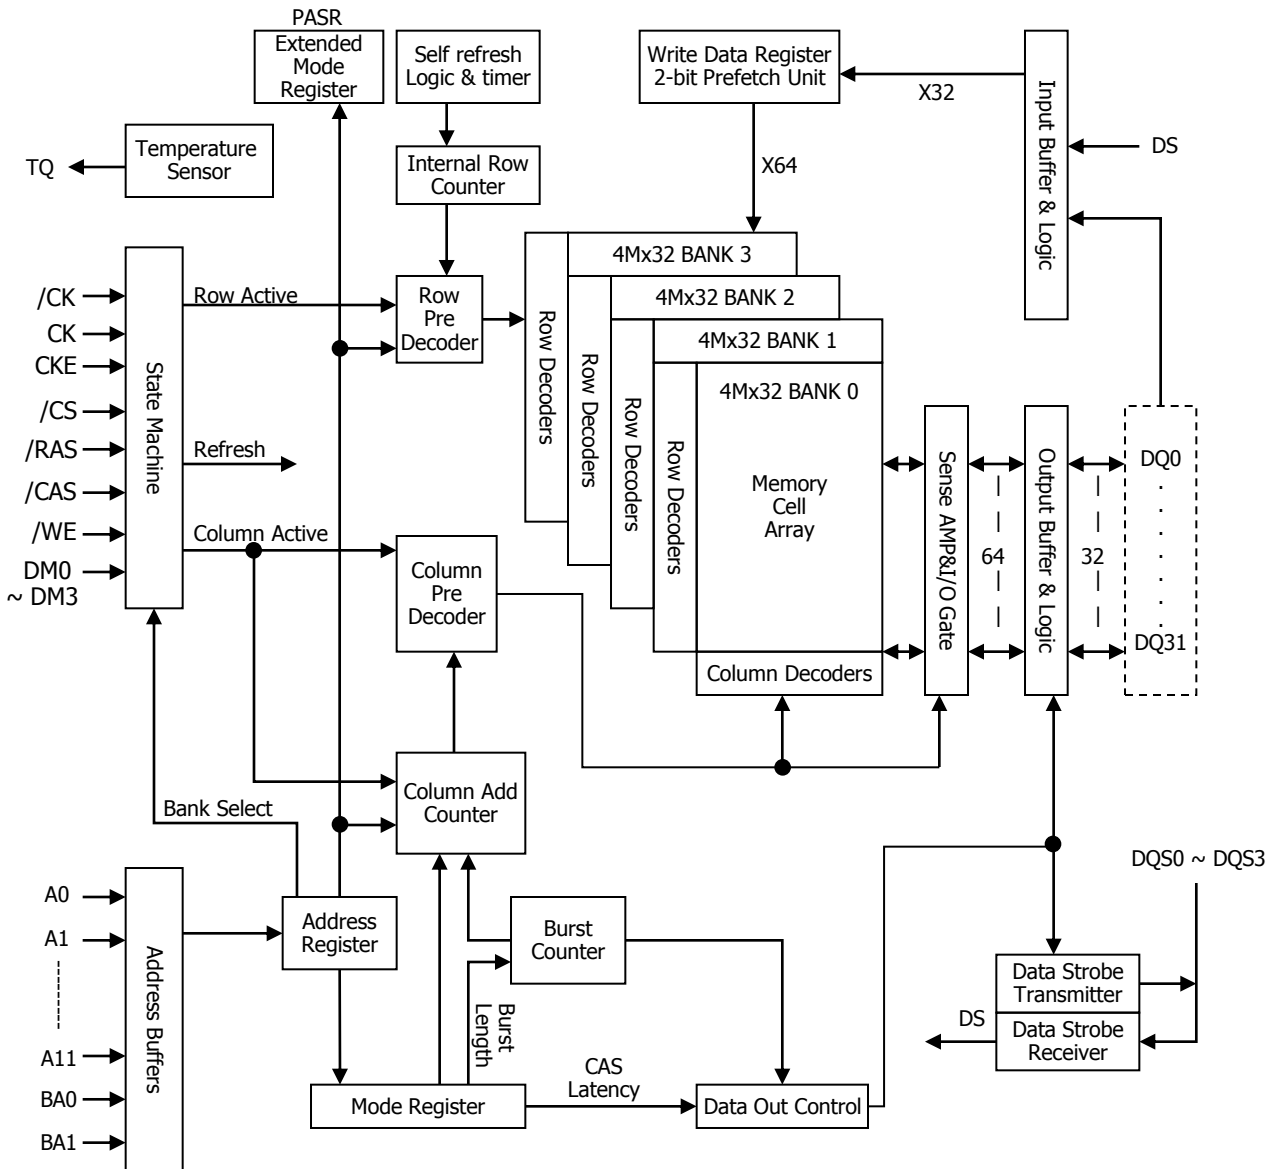 PASR
Extended
Mode
Register
Self refresh
Logic & timer
Write Data Register
2-bit Prefetch Unit
X32
Input Buffer & Logic
DS
TQ
Temperature
Sensor
Internal Row
Counter
X64
/CK
CK
CKE
/CS
/RAS
/CAS
/WE
DM0
~ DM3
State Machine
Row Active
Refresh
Column Active
Row
Pre
Decoder
Row Decoders
Row Decoders
Row Decoders
Row Decoders
4Mx32 BANK 3
4Mx32 BANK 2
4Mx32 BANK 1
4Mx32 BANK 0
Memory
Cell
Array
Column Decoders
Sense AMP&I/O Gate
64
Output Buffer & Logic
32
DQ0
DQ31
Column
Pre
Decoder
Column Add
Counter
Bank Select
A0
A1
A11
BA0
BA1
Address Buffers
Address
Register
Burst
Counter
Burst
Length
Mode Register
CAS
Latency
Data Out Control
DQS0 ~ DQS3
Data Strobe
Transmitter
DS
Data Strobe
Receiver